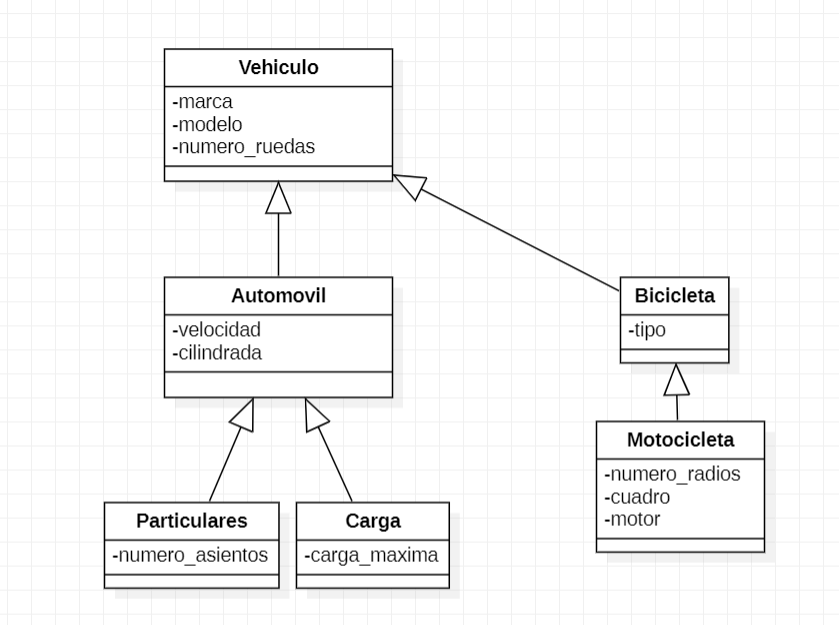 Vehiculo
-marca
-modelo
-numero_ruedas
Automovil
-velocidad
-cilindrada
Bicicleta
-tipo
Motocicleta
-numero_radios
-cuadro
-motor
Particulares
-numero_asientos
Carga
-carga_maxima